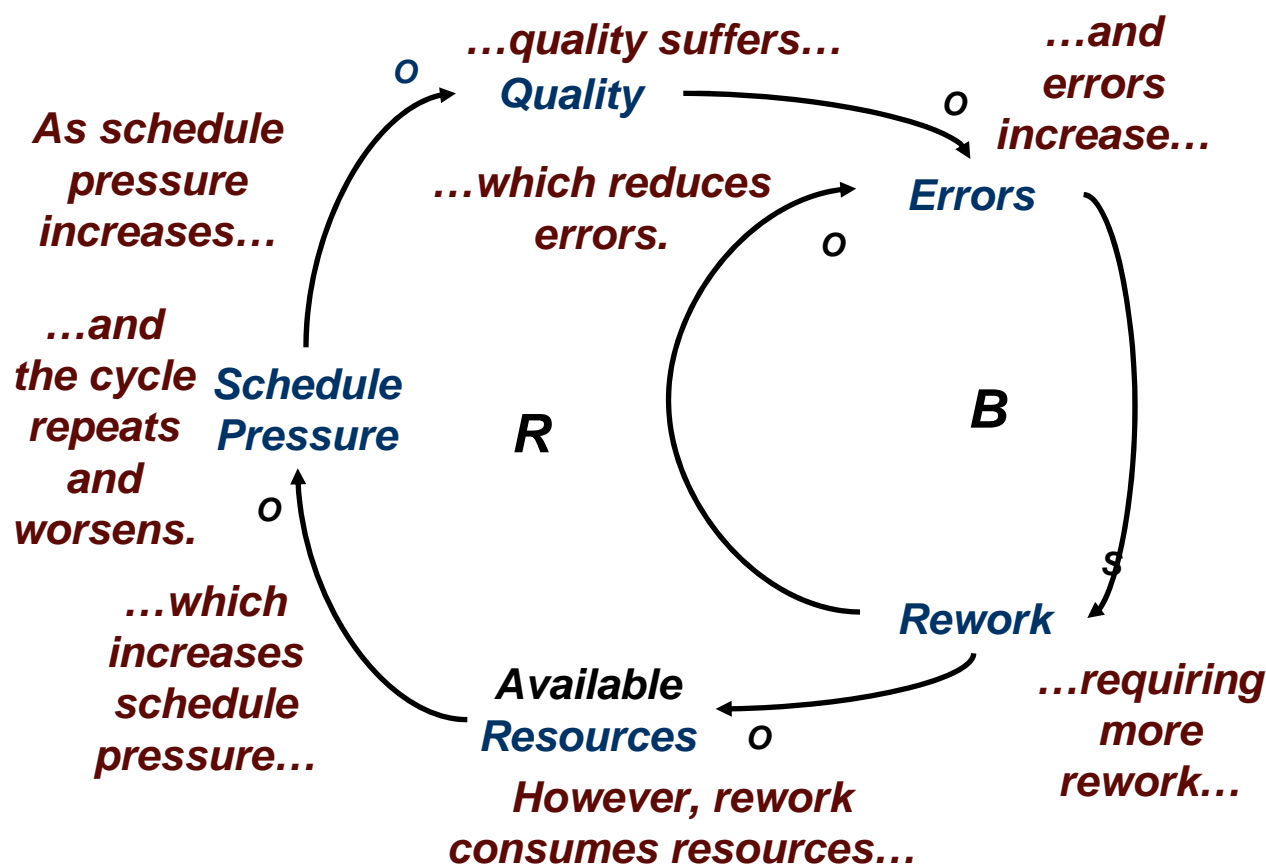 As schedule
pressure
increases…
O
…quality suffers…
Quality
O
…and
errors
increase…
Errors
…which reduces
errors.
O
B
S
Rework
…requiring
more
rework…
Available
Resources
O
However, rework
consumes resources…
…which
increases
schedule
pressure…
O
Schedule
Pressure
R
…and
the cycle
repeats
and
worsens.